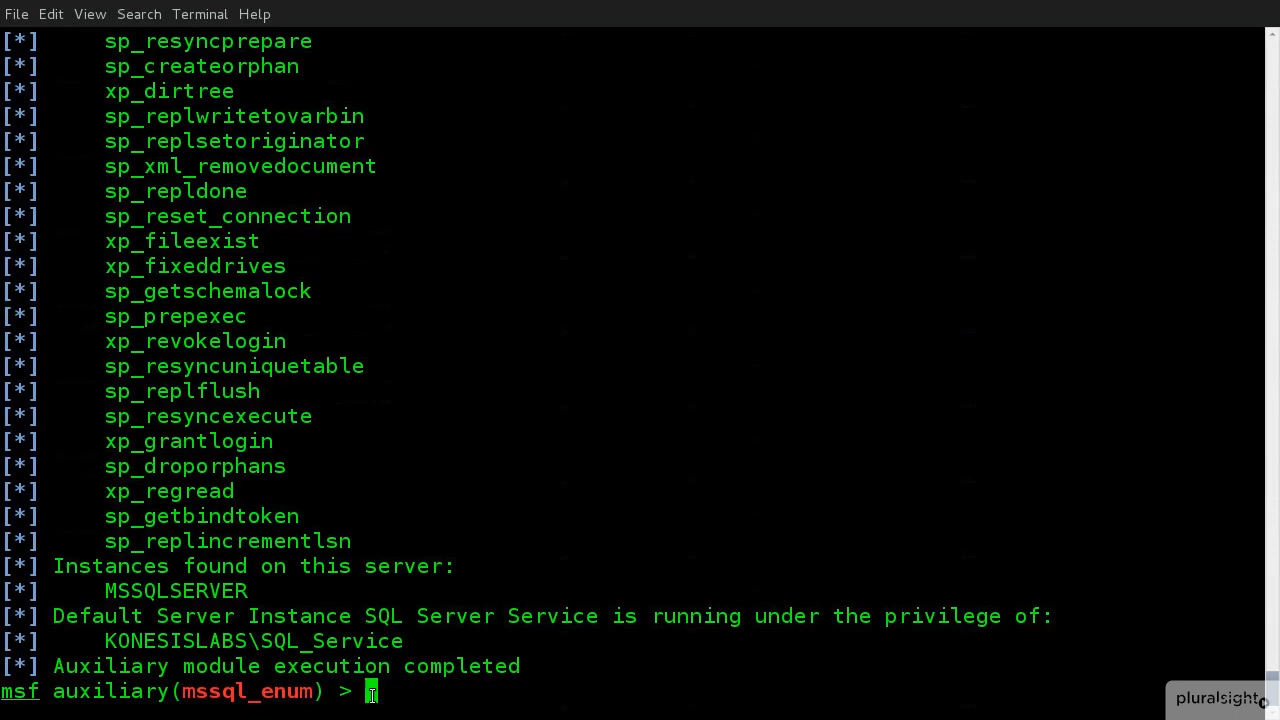 File Edit View Search Terminal Help
[*] sp_resyncprepare
[*] sp_createorphan
[*] xp_dirtree
[*] sp_replwritetovarbin
[*] sp_replsetoriginator
[*] sp_xml_removedocument
[*] sp_repldone
[*] sp_reset_connection
[*] xp_fileexist
[*] xp_fixeddrives
[*] sp_getschemalock
[*] sp_prepexec
[*] xp_revokelogin
[*] sp_resyncuniquetable
[*] sp_replflush
[*] sp_resyncexecute
[*] xp_grantlogin
[*] sp_droporphans
[*] xp_regread
[*] sp_getbindtoken
[*] sp_replincrementlsn
[*] Instances found on this server:
[*] MSSQLSERVER
[*] Default Server Instance SQL Server Service is running under the privilege of:
[*] KONESISLABS\SQL_Service
[*] Auxiliary module execution completed
msf auxiliary(mssql_enum) >
pluralsight